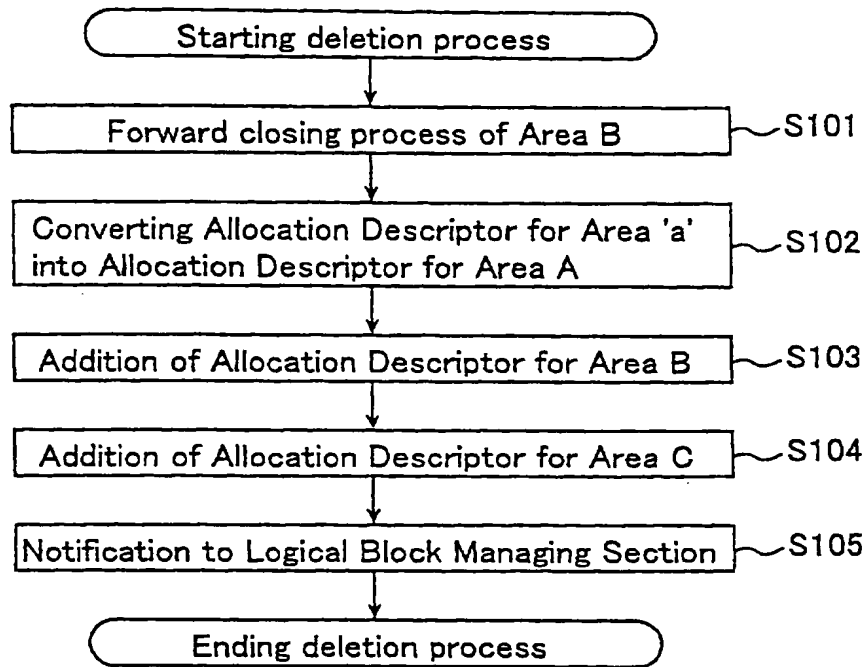 Starting deletion process
Forward closing process of Area B
S101
Converting Allocation Descriptor for Area 'a'
into Allocation Descriptor for Area A
S102
Addition of Allocation Descriptor for Area B
S103
Addition of Allocation Descriptor for Area C
S104
Notification to Logical Block Managing Section
S105
Ending deletion process